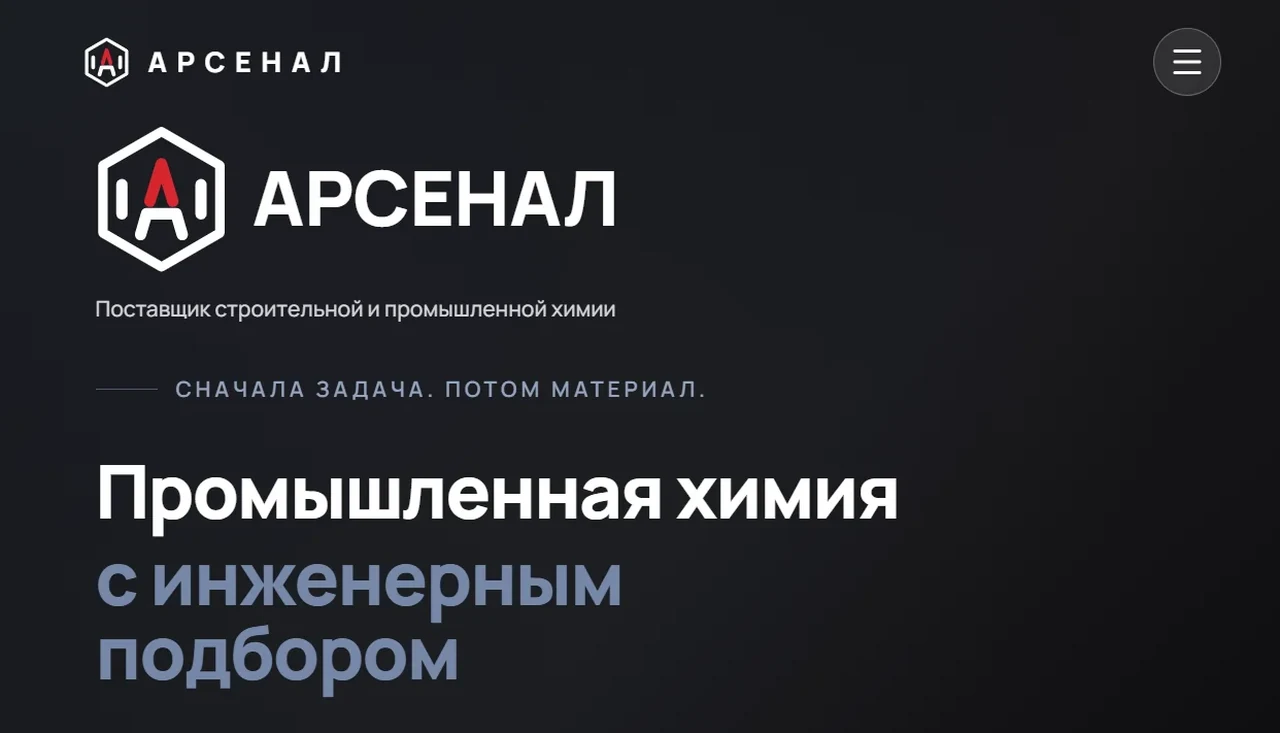 АРСЕНАЛ
АРСЕНАЛ
Поставщик строительной и промышленной химии
СНАЧАЛА ЗАДАЧА. ПОТОМ МАТЕРИАЛ.
Промышленная химия
с инженерным
подбором